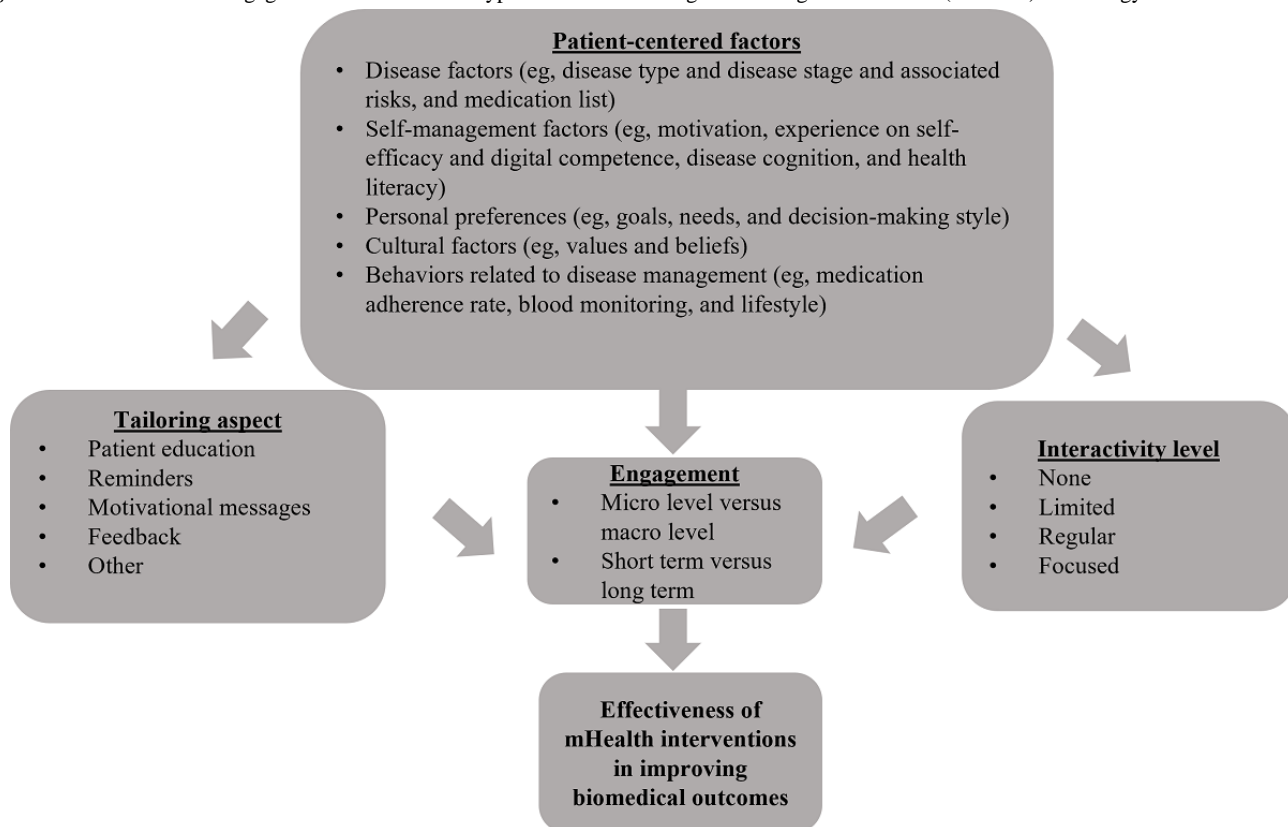 Patient-centered factors
• Disease factors (eg, disease type and disease stage and associated
risks, and medication list)
• Self-management factors (eg, motivation, experience on self-
efficacy and digital competence, disease cognition, and health
literacy)
• Personal preferences (eg, goals, needs, and decision-making style)
• Cultural factors (eg, values and beliefs)
• Behaviors related to disease management (eg, medication
adherence rate, blood monitoring, and lifestyle)
Tailoring aspect
• Patient education
• Reminders
• Motivational messages
• Feedback
• Other
Engagement
• Micro level versus
macro level
• Short term versus
long term
Interactivity level
• None
• Limited
• Regular
• Focused
Effectiveness of
mHealth interventions
in improving
biomedical outcomes